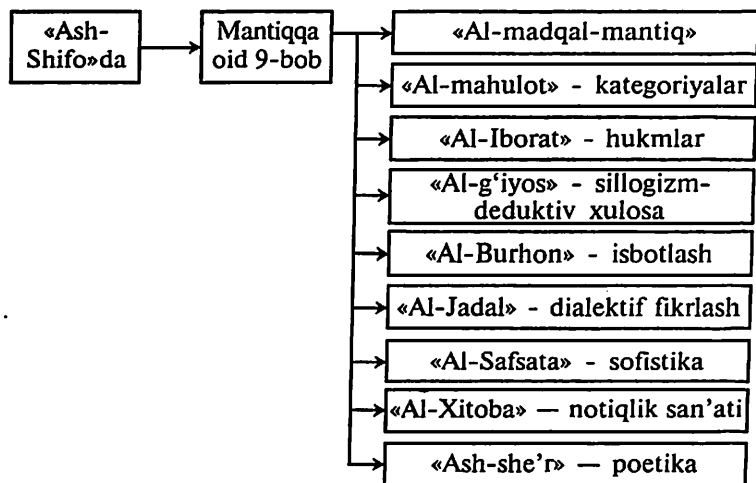 «Ash-
Shifo»da
Mantiqqa
oid 9-bob
«Al-madqal-mantiq»
«Al-mahulot» - kategoriyalar
«Al-Iborat» - hukmlar
«Al-g‘iyos» - sillogizm-
deduktiv xulosa
«Al-Burhon» - isbotlash
«Al-Jadal» - dialektif fikrlash
«Al-Safsata» - sofistika
«Al-Xitoba» — notiqlik san’ati
«Ash-she’r» — poetika